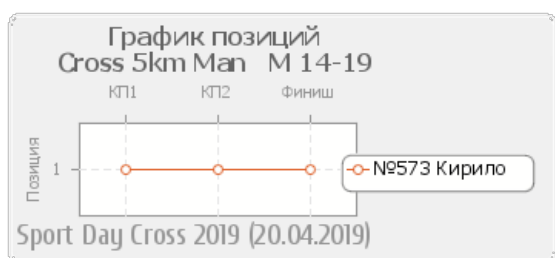 График позиций
Cross 5km Man M 14-19
КП1 КП2 Финиш
Позиция
1
№573 Кирило
Sport Day Cross 2019 (20.04.2019)